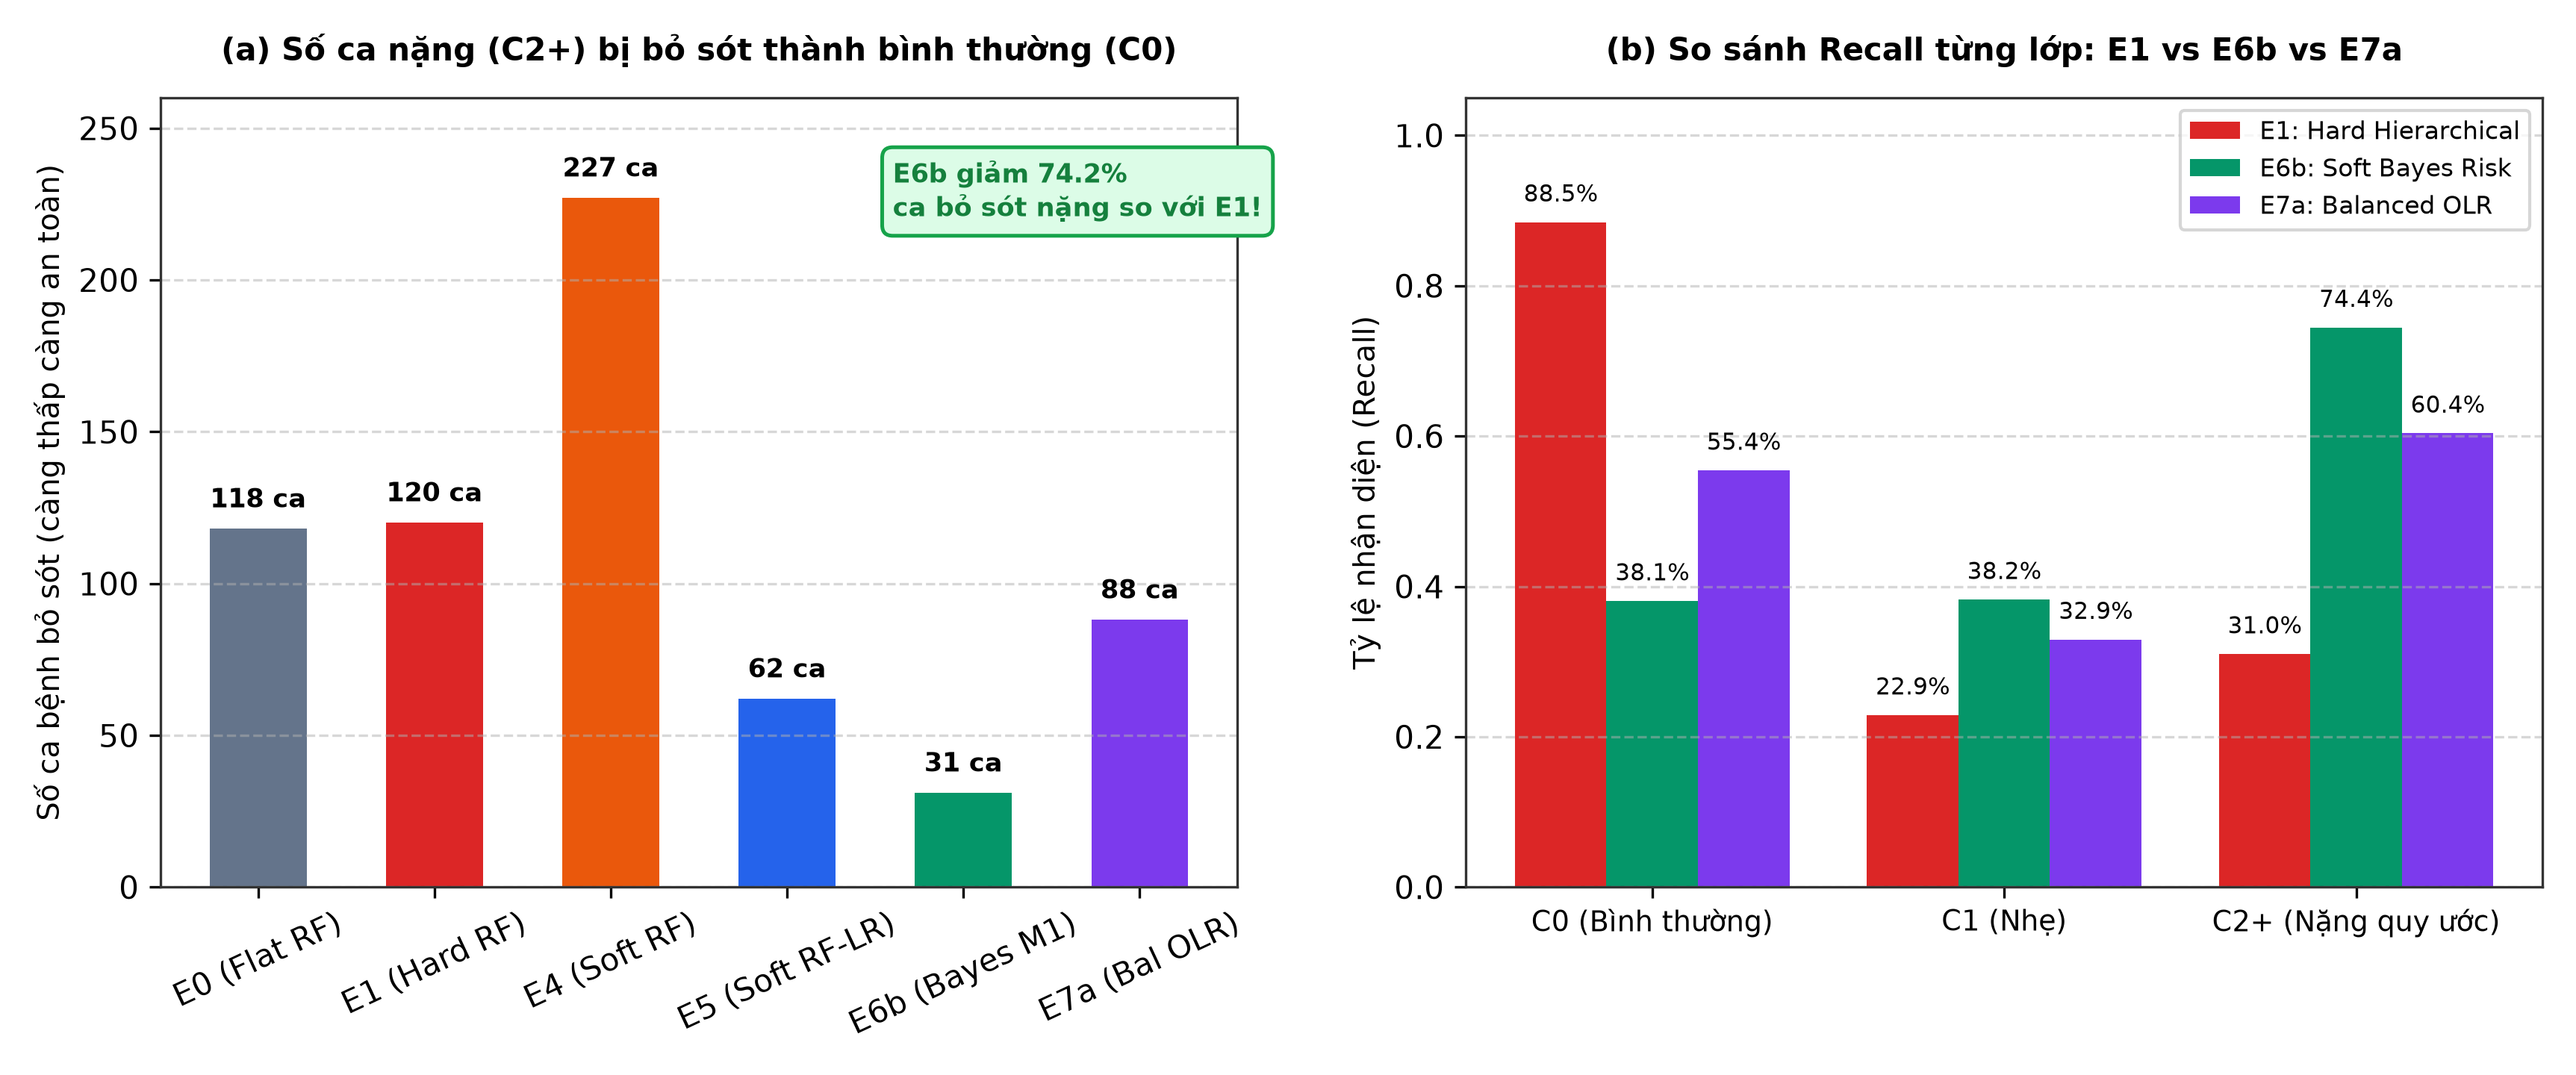 (a) Số ca nặng (C2+) bị bỏ sót thành bình thường (C0)
Số ca bệnh bỏ sót (càng thấp càng an toàn)
250
200
150
100
50
0
118 ca
120 ca
227 ca
62 ca
31 ca
88 ca
E6b giảm 74.2%
ca bỏ sót nặng so với E1!
E0 (Flat RF)
E1 (Hard RF)
E4 (Soft RF)
E5 (Soft RF-LR)
E6b (Bayes M1)
E7a (Bal OLR)
(b) So sánh Recall từng lớp: E1 vs E6b vs E7a
Tỷ lệ nhận diện (Recall)
1.0
0.8
0.6
0.4
0.2
0.0
E1: Hard Hierarchical
E6b: Soft Bayes Risk
E7a: Balanced OLR
88.5%
38.1%
55.4%
22.9%
38.2%
32.9%
31.0%
74.4%
60.4%
C0 (Bình thường)
C1 (Nhẹ)
C2+ (Nặng quy ước)